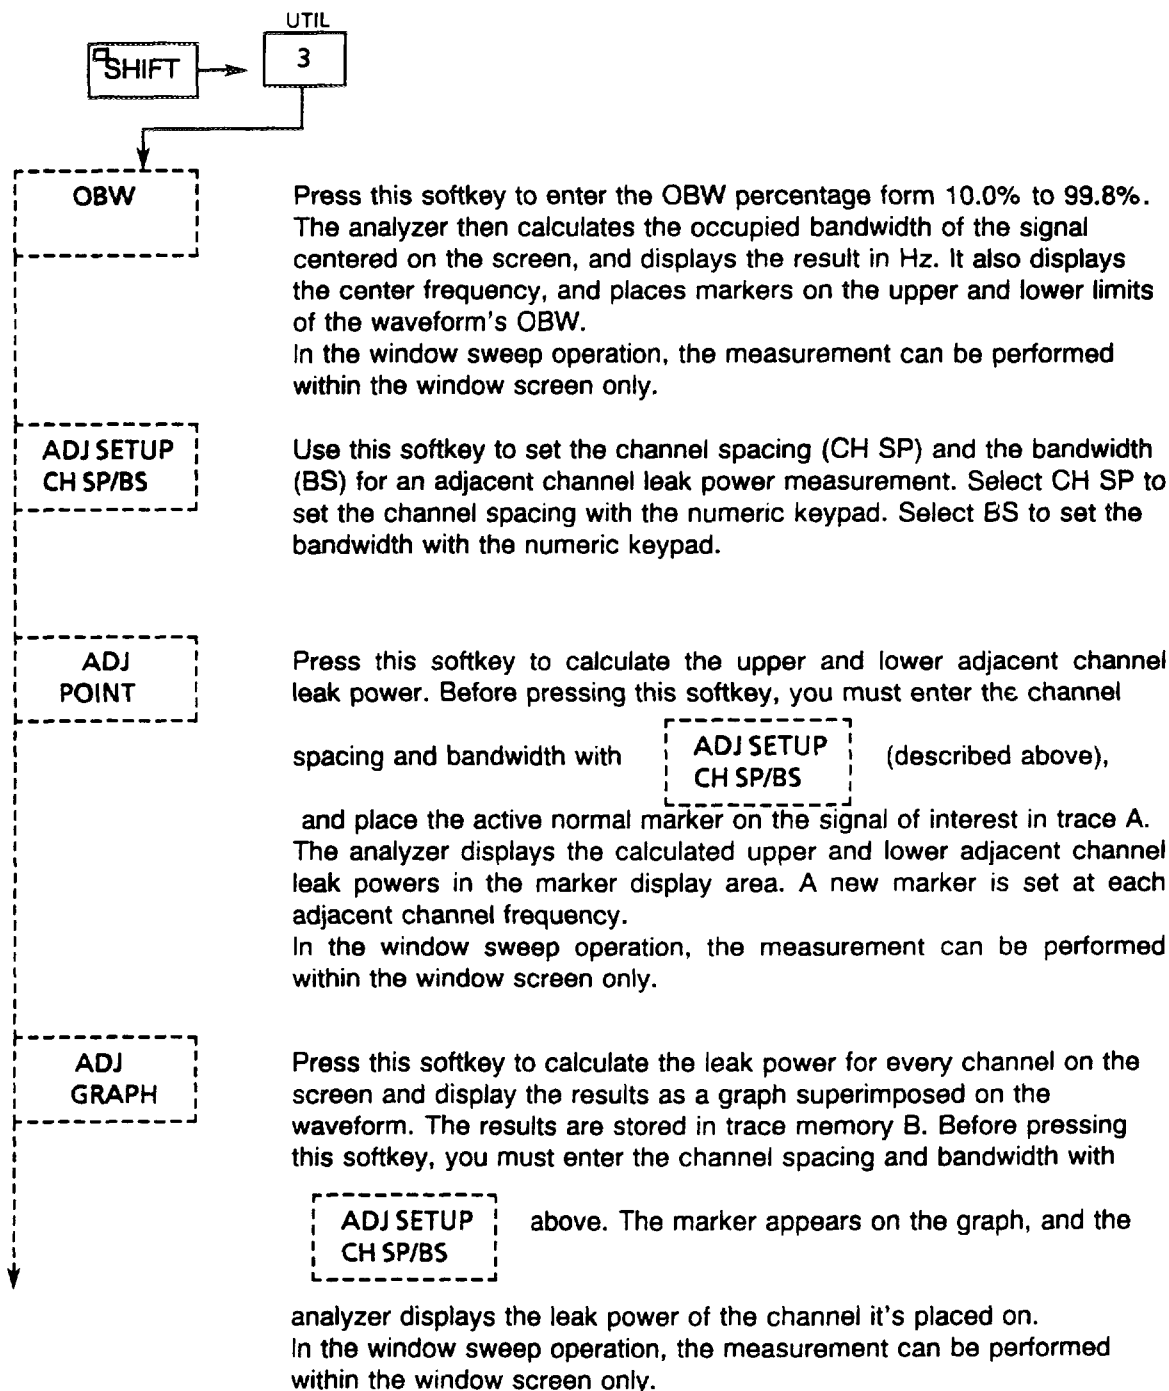 UTIL
SHIFT
3
OBW
Press this softkey to enter the OBW percentage form 10.0% to 99.8%.
The analyzer then calculates the occupied bandwidth of the signal
centered on the screen, and displays the result in Hz. It also displays
the center frequency, and places markers on the upper and lower limits
of the waveform's OBW.
In the window sweep operation, the measurement can be performed
within the window screen only.
ADJ SETUP
CH SP/BS
Use this softkey to set the channel spacing (CH SP) and the bandwidth
(BS) for an adjacent channel leak power measurement. Select CH SP to
set the channel spacing with the numeric keypad. Select BS to set the
bandwidth with the numeric keypad.
ADJ
POINT
Press this softkey to calculate the upper and lower adjacent channel
leak power. Before pressing this softkey, you must enter the channel
spacing and bandwidth with
ADJ SETUP
CH SP/BS
(described above),
and place the active normal marker on the signal of interest in trace A.
The analyzer displays the calculated upper and lower adjacent channel
leak powers in the marker display area. A new marker is set at each
adjacent channel frequency.
In the window sweep operation, the measurement can be performed
within the window screen only.
ADJ
GRAPH
Press this softkey to calculate the leak power for every channel on the
screen and display the results as a graph superimposed on the
waveform. The results are stored in trace memory B. Before pressing
this softkey, you must enter the channel spacing and bandwidth with
ADJ SETUP
CH SP/BS
above. The marker appears on the graph, and the
analyzer displays the leak power of the channel it's placed on.
In the window sweep operation, the measurement can be performed
within the window screen only.